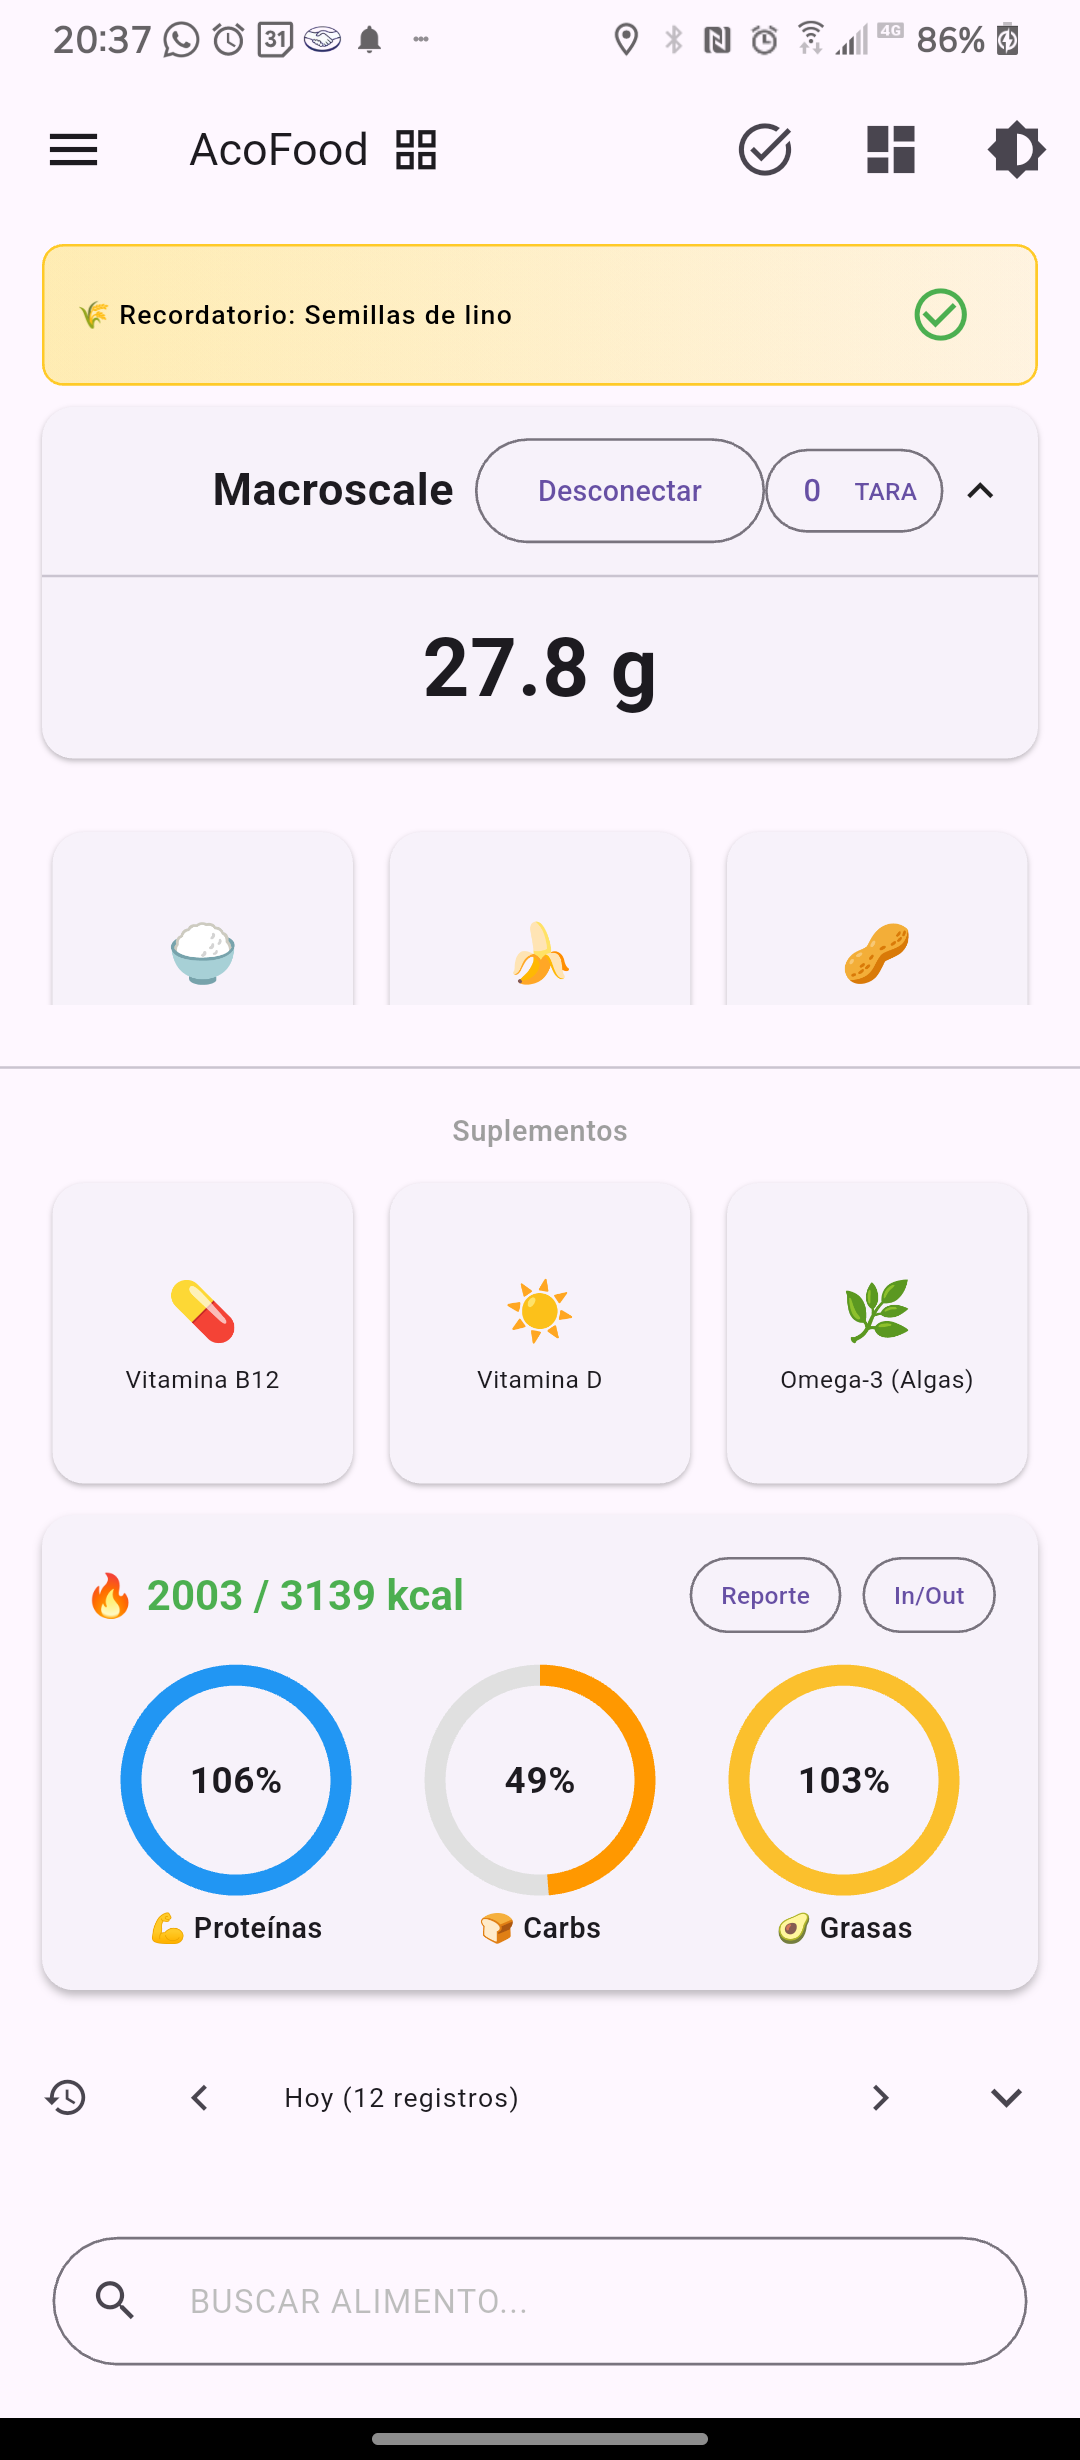 20:37 31 4G 86%
AcoFood
🌾 Recordatorio: Semillas de lino
Macroscale Desconectar 0 TARA
27.8 g
Suplementos
Vitamina B12 Vitamina D Omega-3 (Algas)
🔥 2003 / 3139 kcal Reporte In/Out
106% 49% 103%
💪 Proteínas 🍞 Carbs 🥑 Grasas
Hoy (12 registros)
BUSCAR ALIMENTO...